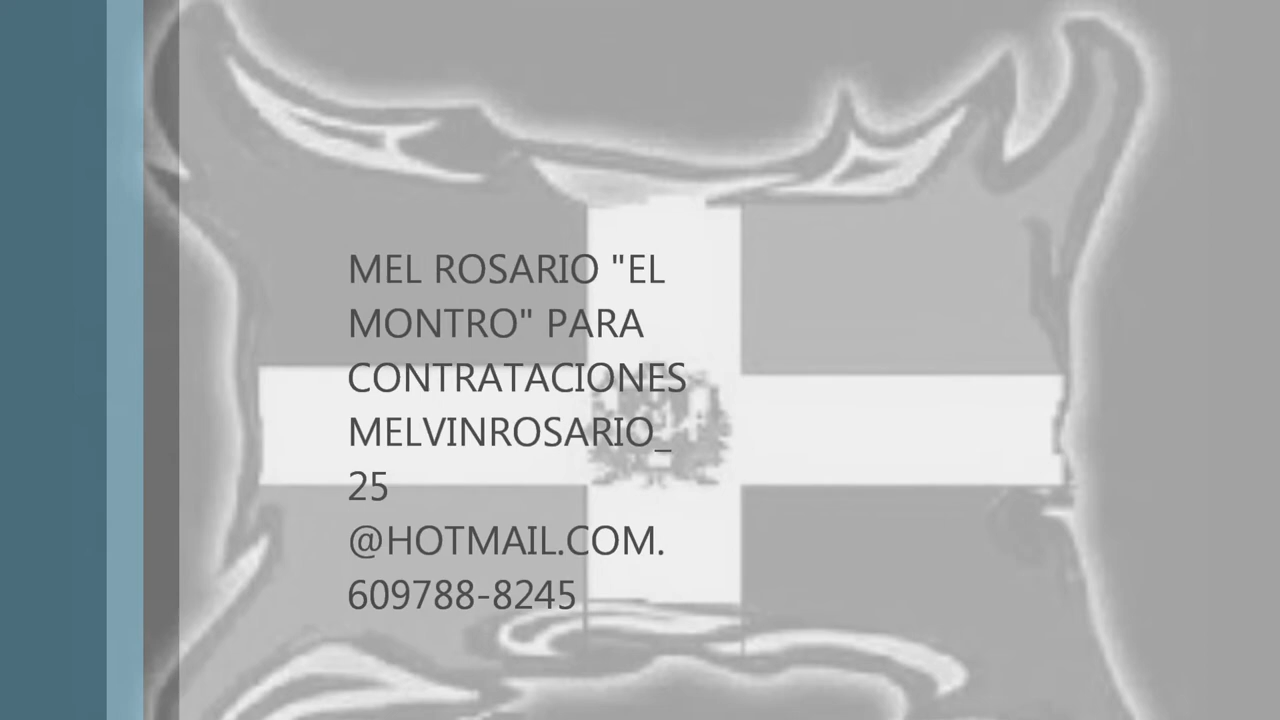 MEL ROSARIO "EL
MONTRO" PARA
CONTRATACIONES
MELVINROSARIO_
25
@HOTMAIL.COM.
609788-8245